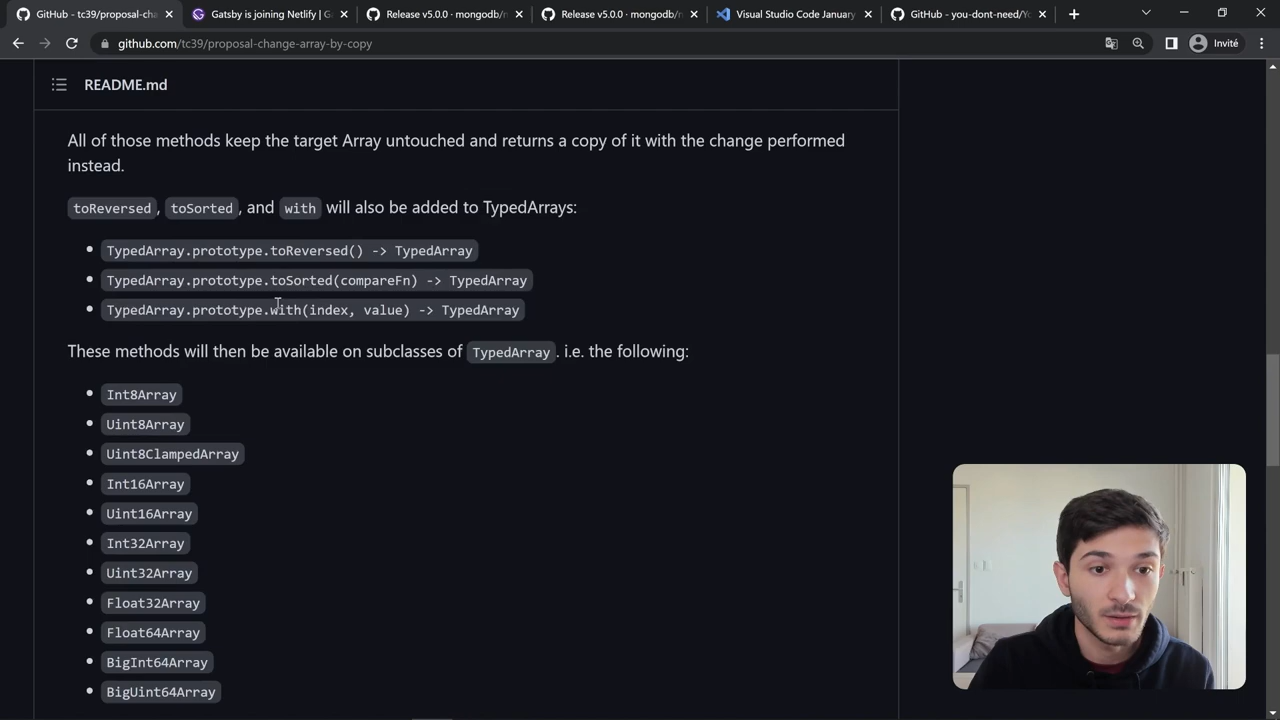 GitHub - tc39/proposal-cha
Gatsby is joining Netlify | G
Release v5.0.0 · mongodb/n
Release v5.0.0 · mongodb/n
Visual Studio Code January
GitHub - you-dont-need/Yo
github.com/tc39/proposal-change-array-by-copy
Invité
README.md
All of those methods keep the target Array untouched and returns a copy of it with the change performed
instead.
toReversed, toSorted, and with will also be added to TypedArrays:
TypedArray.prototype.toReversed() -> TypedArray
TypedArray.prototype.toSorted(compareFn) -> TypedArray
TypedArray.prototype.with(index, value) -> TypedArray
These methods will then be available on subclasses of TypedArray. i.e. the following:
Int8Array
Uint8Array
Uint8ClampedArray
Int16Array
Uint16Array
Int32Array
Uint32Array
Float32Array
Float64Array
BigInt64Array
BigUint64Array